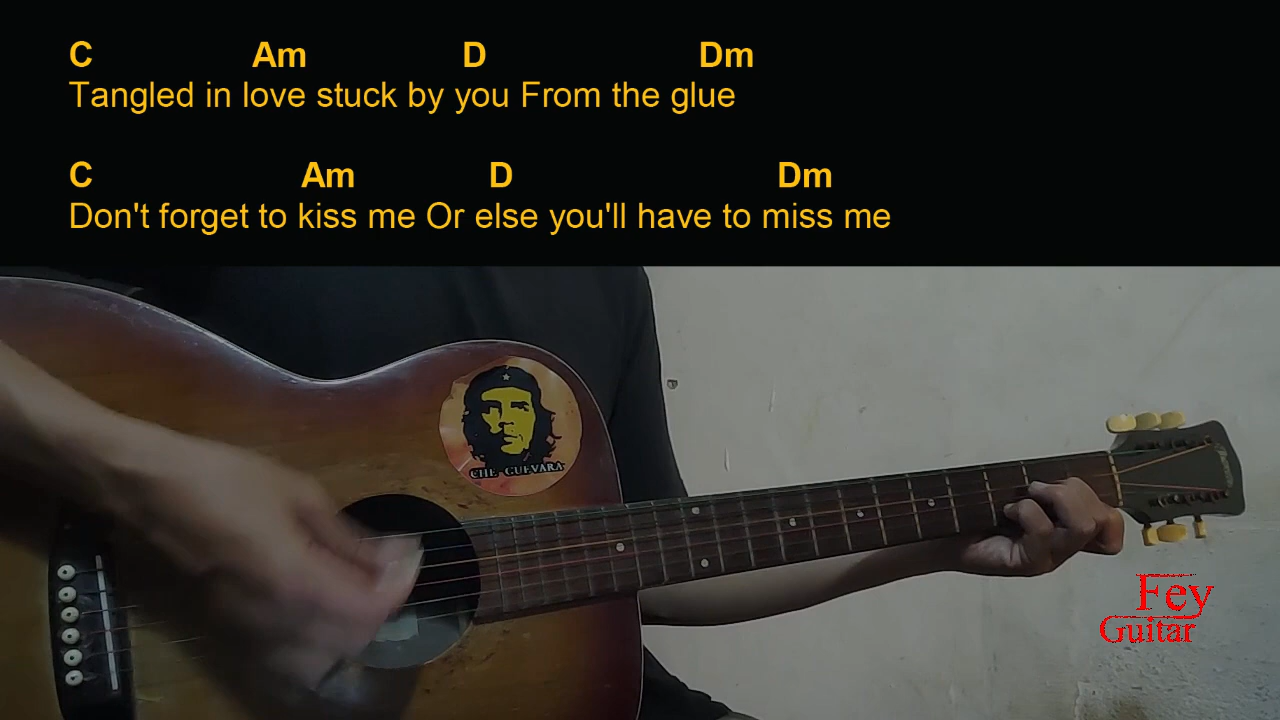 C Am D Dm
Tangled in love stuck by you From the glue
C Am D Dm
Don't forget to kiss me Or else you'll have to miss me
CHE GUEVARA
Fey
Guitar